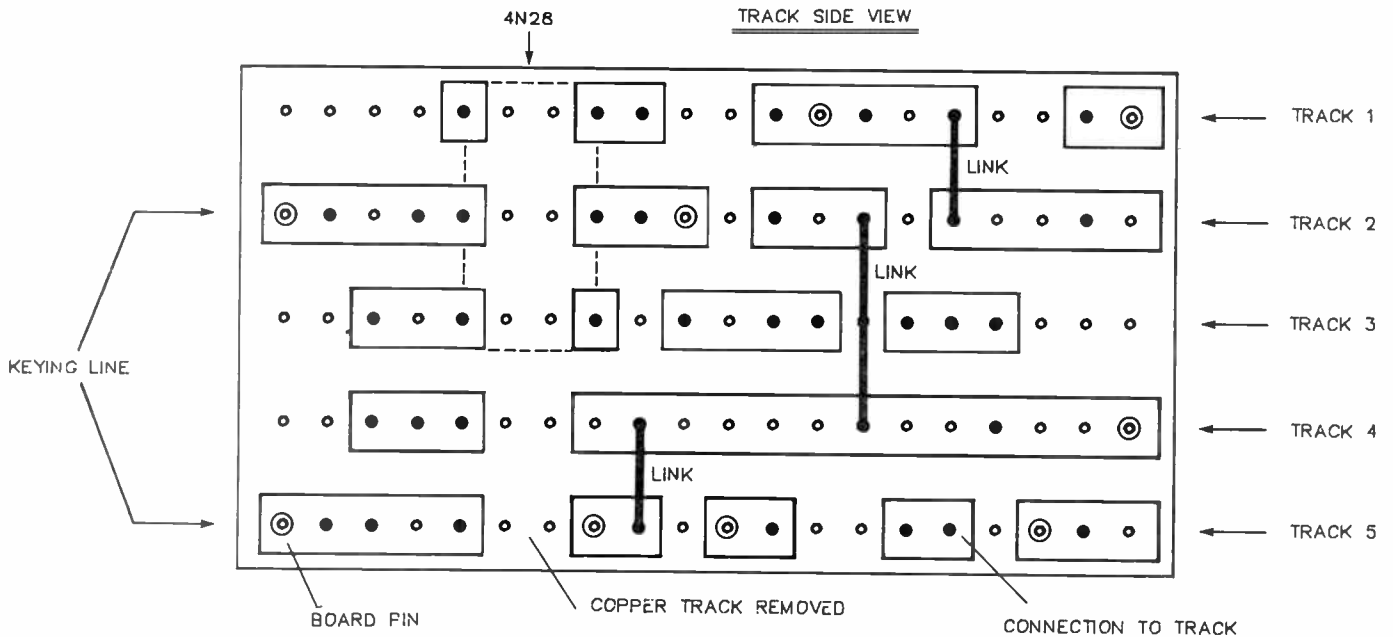 4N28
TRACK SIDE VIEW
TRACK 1
LINK
TRACK 2
LINK
TRACK 3
KEYING LINE
TRACK 4
LINK
TRACK 5
BOARD PIN
COPPER TRACK REMOVED
CONNECTION TO TRACK